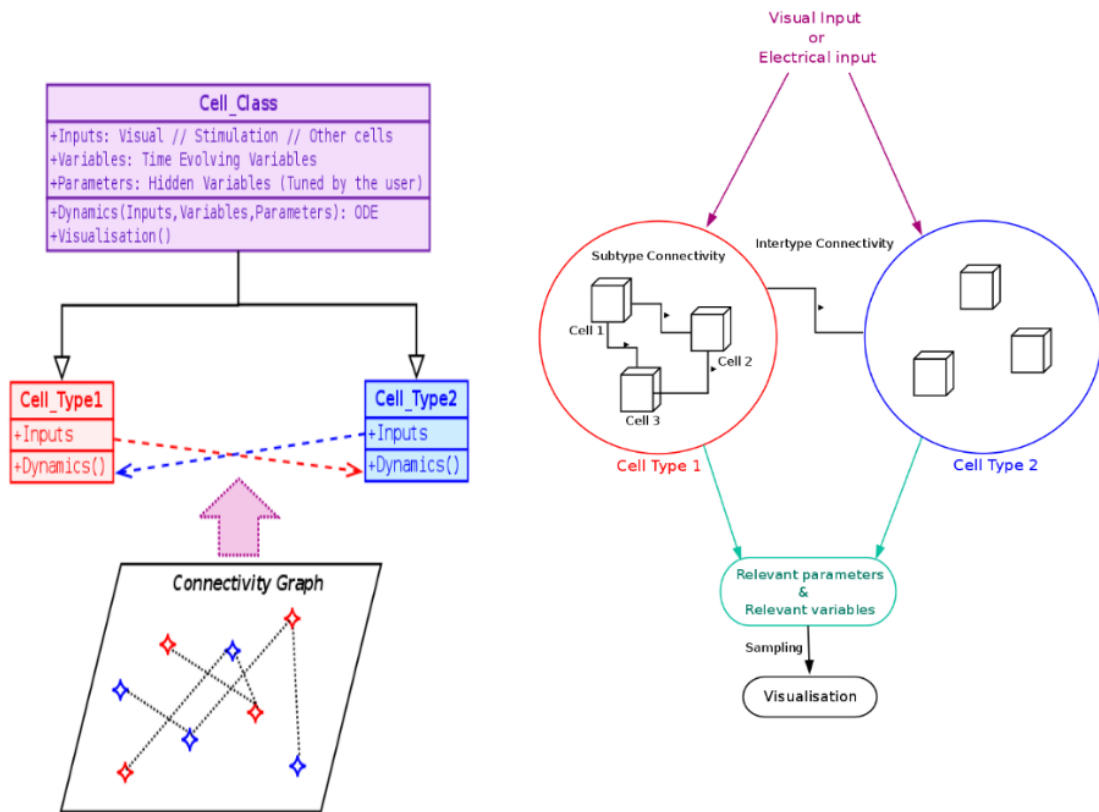 Cell_Class
+Inputs: Visual // Stimulation // Other cells
+Variables: Time Evolving Variables
+Parameters: Hidden Variables (Tuned by the user)
+Dynamics(Inputs,Variables,Parameters): ODE
+Visualisation()
Cell_Type1
+Inputs
+Dynamics()
Cell_Type2
+Inputs
+Dynamics()
Connectivity Graph
Visual Input
or
Electrical input
Subtype Connectivity
Intertype Connectivity
Cell 1
Cell 2
Cell 3
Cell Type 1
Cell Type 2
Relevant parameters
&
Relevant variables
Sampling
Visualisation